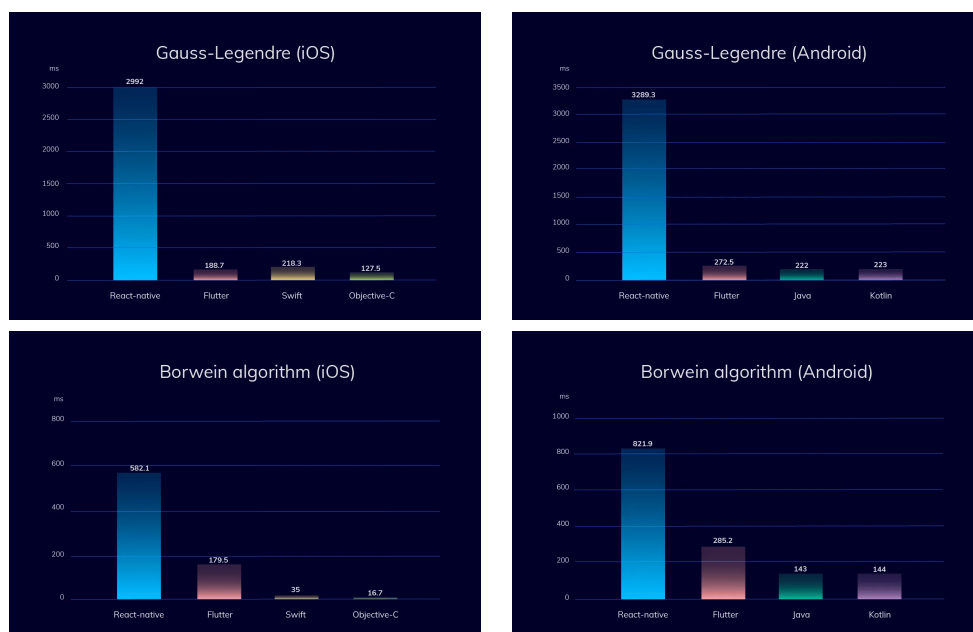 Gauss-Legendre (iOS)
ms
3000
2992
2500
2000
1500
1000
500
188.7
218.3
127.5
0
React-native
Flutter
Swift
Objective-C
Gauss-Legendre (Android)
ms
3500
3289.3
3000
2500
2000
1500
1000
500
272.5
222
223
0
React-native
Flutter
Java
Kotlin
Borwein algorithm (iOS)
ms
800
600
582.1
400
200
179.5
35
16.7
0
React-native
Flutter
Swift
Objective-C
Borwein algorithm (Android)
ms
1000
821.9
800
600
400
285.2
200
143
144
0
React-native
Flutter
Java
Kotlin